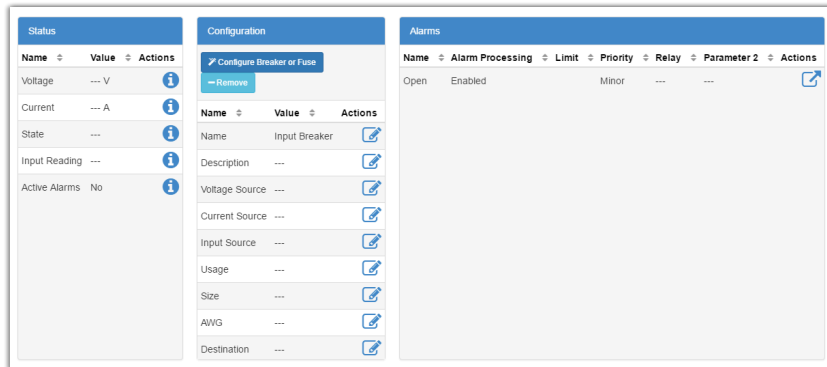 Status
Name Value Actions
Voltage --- V
Current --- A
State ---
Input Reading ---
Active Alarms No
Configuration
Configure Breaker or Fuse
Remove
Name Value Actions
Name Input Breaker
Description ---
Voltage Source ---
Current Source ---
Input Source ---
Usage ---
Size ---
AWG ---
Destination ---
Alarms
Name Alarm Processing Limit Priority Relay Parameter 2 Actions
Open Enabled Minor --- ---